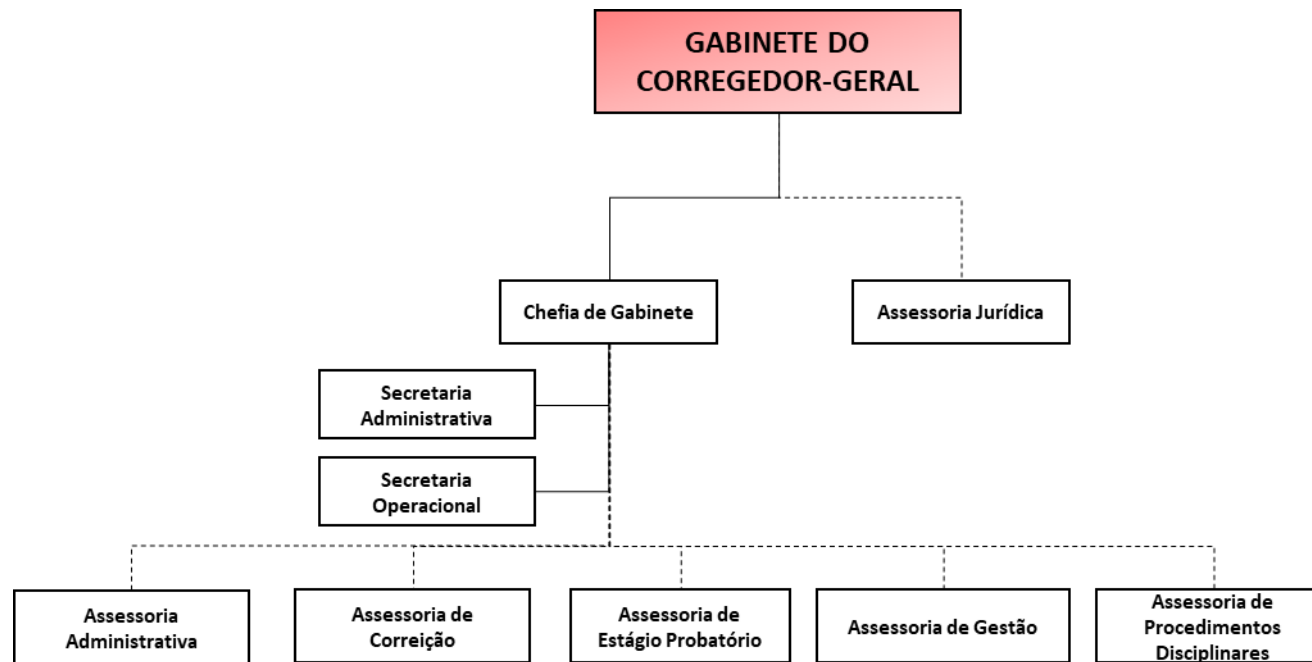 GABINETE DO
CORREGEDOR-GERAL
Chefia de Gabinete
Assessoria Jurídica
Secretaria
Administrativa
Secretaria
Operacional
Assessoria
Administrativa
Assessoria de
Correição
Assessoria de
Estágio Probatório
Assessoria de Gestão
Assessoria de
Procedimentos
Disciplinares